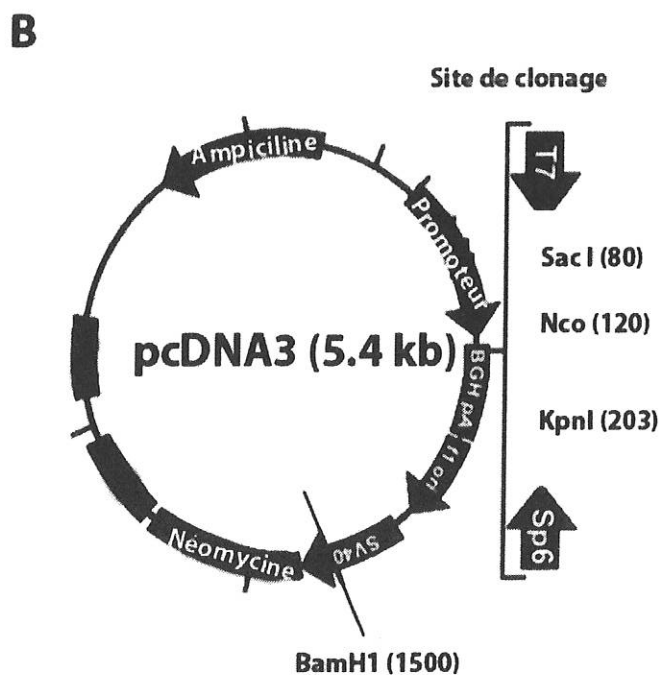 B
Site de clonage
T7
Ampiciline
Promoteur
Sac I (80)
Nco (120)
pcDNA3 (5.4 kb)
BGH pA
f1 ori
KpnI (203)
Sp6
SV40
Néomycine
BamH1 (1500)